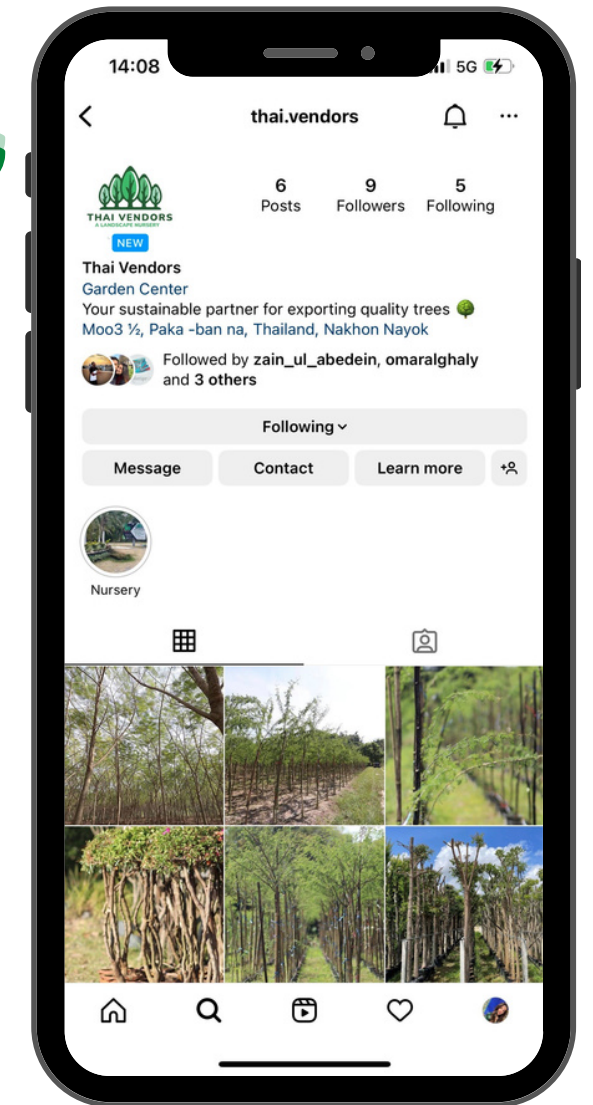 14:08
5G
thai.vendors
THAI VENDORS
A LANDSCAPE NURSERY
NEW
6
Posts
9
Followers
5
Following
Thai Vendors
Garden Center
Your sustainable partner for exporting quality trees 🌳
Moo3 ½, Paka -ban na, Thailand, Nakhon Nayok
Followed by zain_ul_abedein, omaralghaly
and 3 others
Following
Message
Contact
Learn more
Nursery